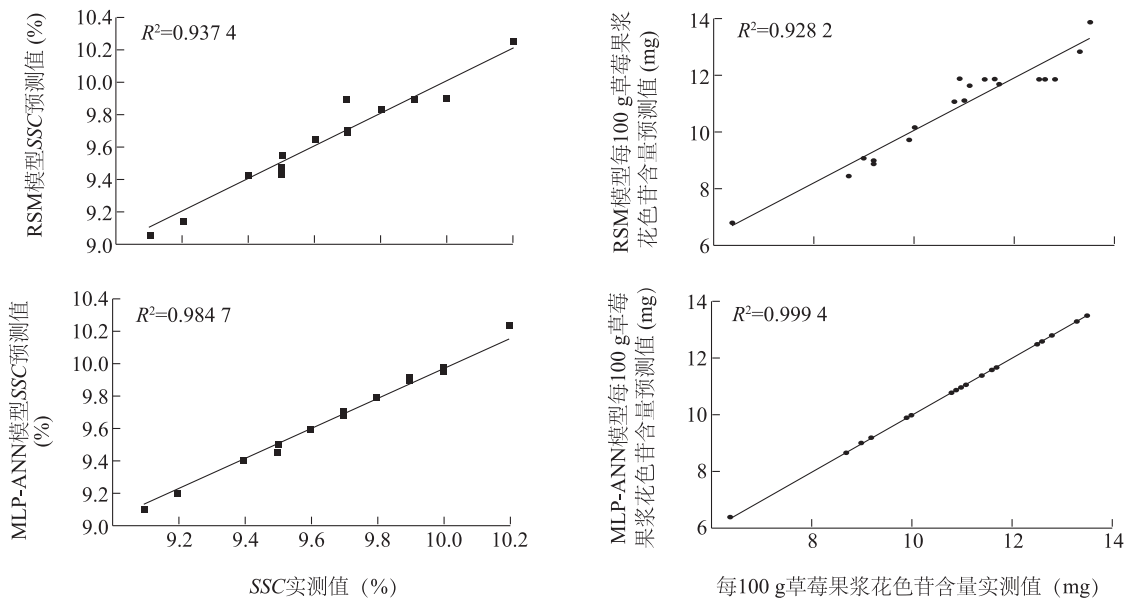 RSM模型SSC预测值 (%)
10.4
10.2
10.0
9.8
9.6
9.4
9.2
9.0
R²=0.937 4
RSM模型每100 g草莓果浆
花色苷含量预测值 (mg)
14
12
10
8
6
R²=0.928 2
MLP-ANN模型SSC预测值
(%)
10.4
10.2
10.0
9.8
9.6
9.4
9.2
9.0
R²=0.984 7
9.2 9.4 9.6 9.8 10.0 10.2
SSC实测值（%）
MLP-ANN模型每100 g草莓
果浆花色苷含量预测值 (mg)
14
12
10
8
6
R²=0.999 4
8 10 12 14
每100 g草莓果浆花色苷含量实测值（mg）